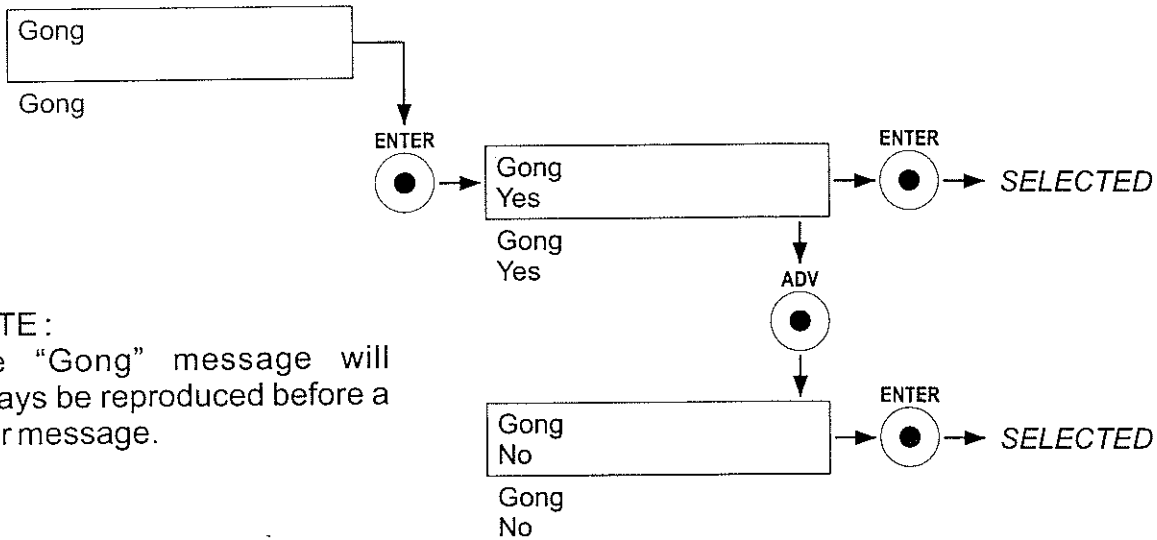 Gong
Gong
ENTER
Gong
Yes
ENTER
SELECTED
Gong
Yes
ADV
TE:
"Gong" message will
ays be reproduced before a
message.
Gong
No
ENTER
SELECTED
Gong
No